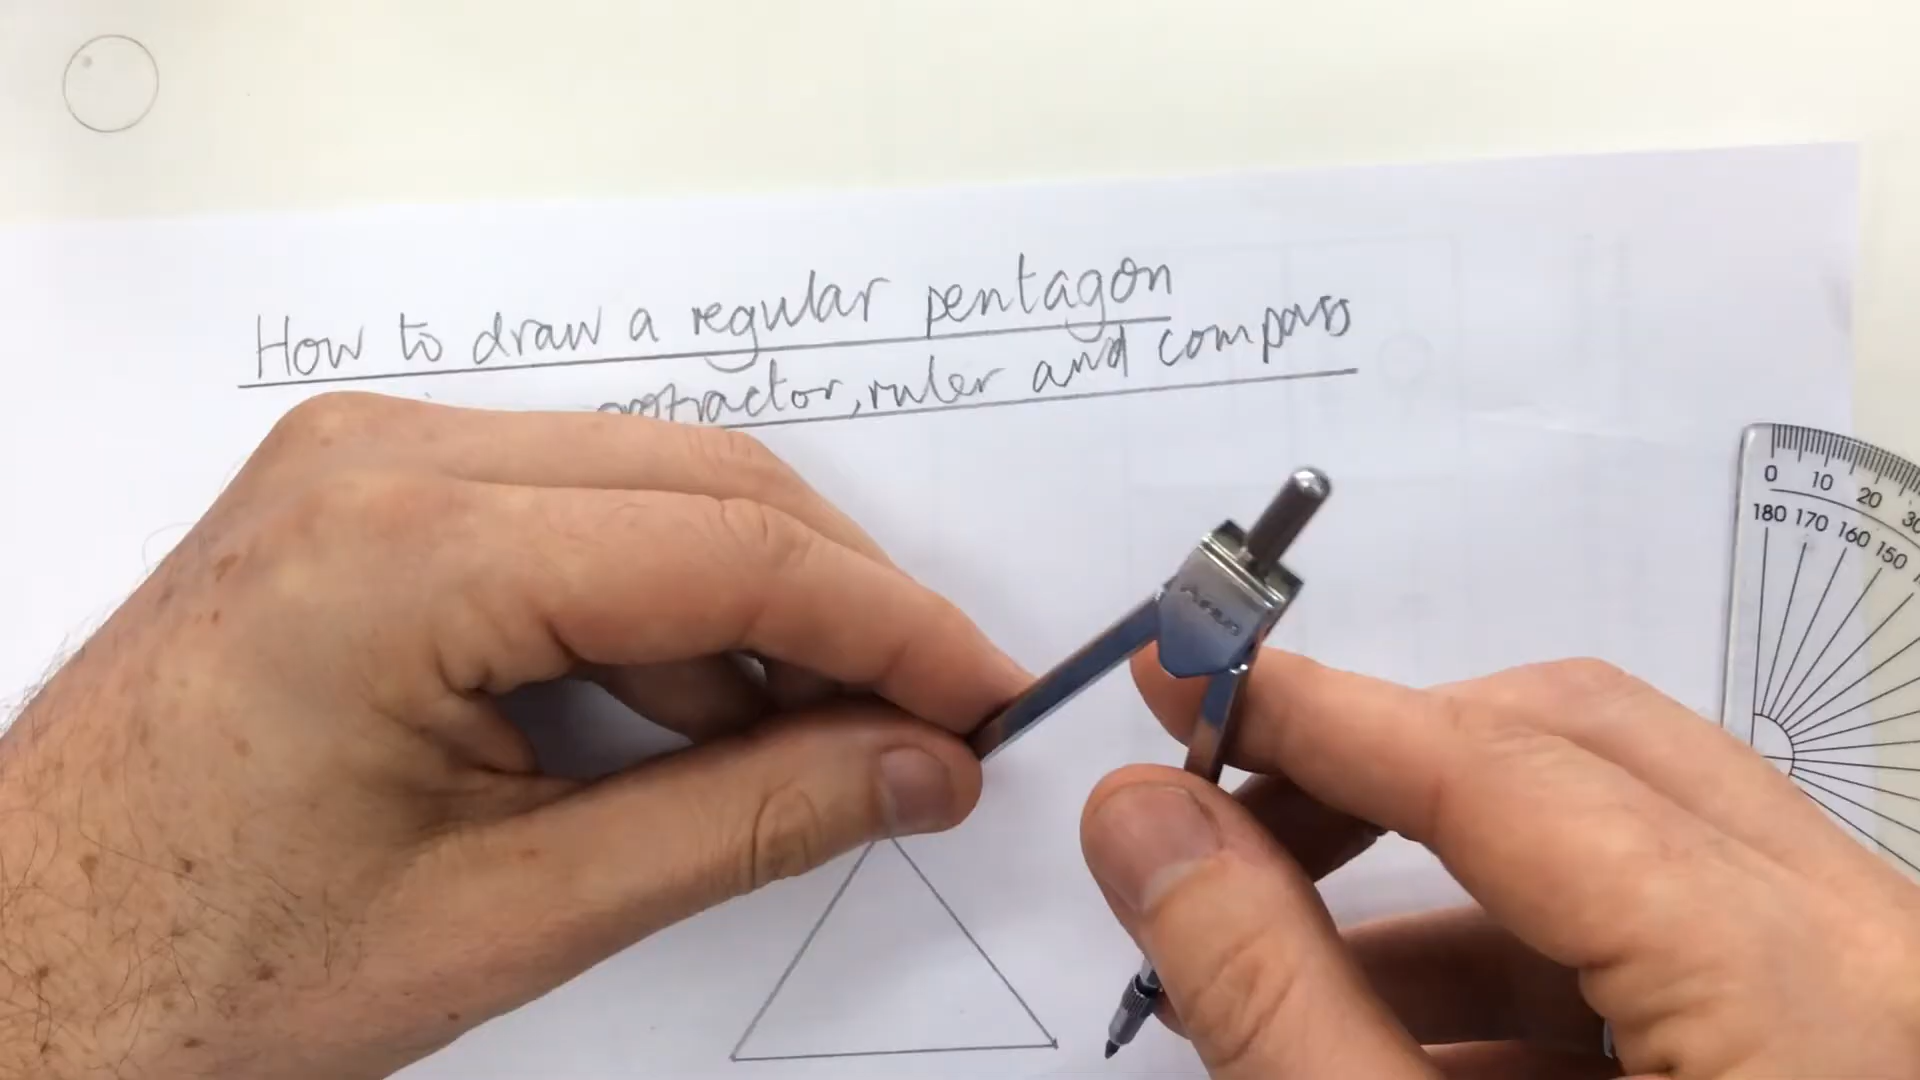 How to draw a regular pentagon
protractor, ruler and compass
0 10 20 30
180 170 160 150